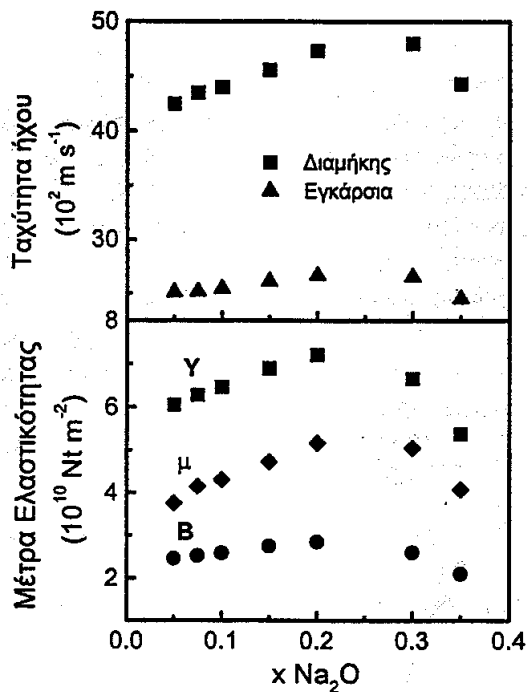 50
40
30
Ταχύτητα ήχου
(10² m s⁻¹)
Διαμήκης
Εγκάρσια
8
6
4
2
Μέτρα Ελαστικότητας
(10¹⁰ Nt m⁻²)
Y
μ
B
0.0 0.1 0.2 0.3 0.4
x Na₂O